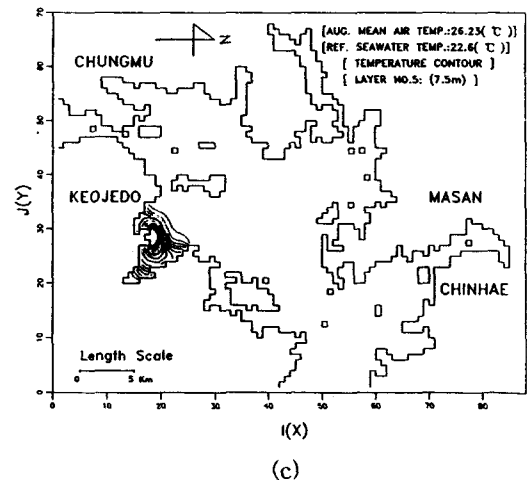 [AUG. MEAN AIR TEMP.:26.23(℃)]
[REF. SEAWATER TEMP.:22.6(℃)]
[ TEMPERATURE CONTOUR ]
[ LAYER NO.5: (7.5m) ]
N
CHUNGMU
KEOJEDO
MASAN
CHINHAE
Length Scale
0 5 Km
J(Y)
70
60
50
40
30
20
10
0
0 10 20 30 40 50 60 70 80
I(X)
(c)